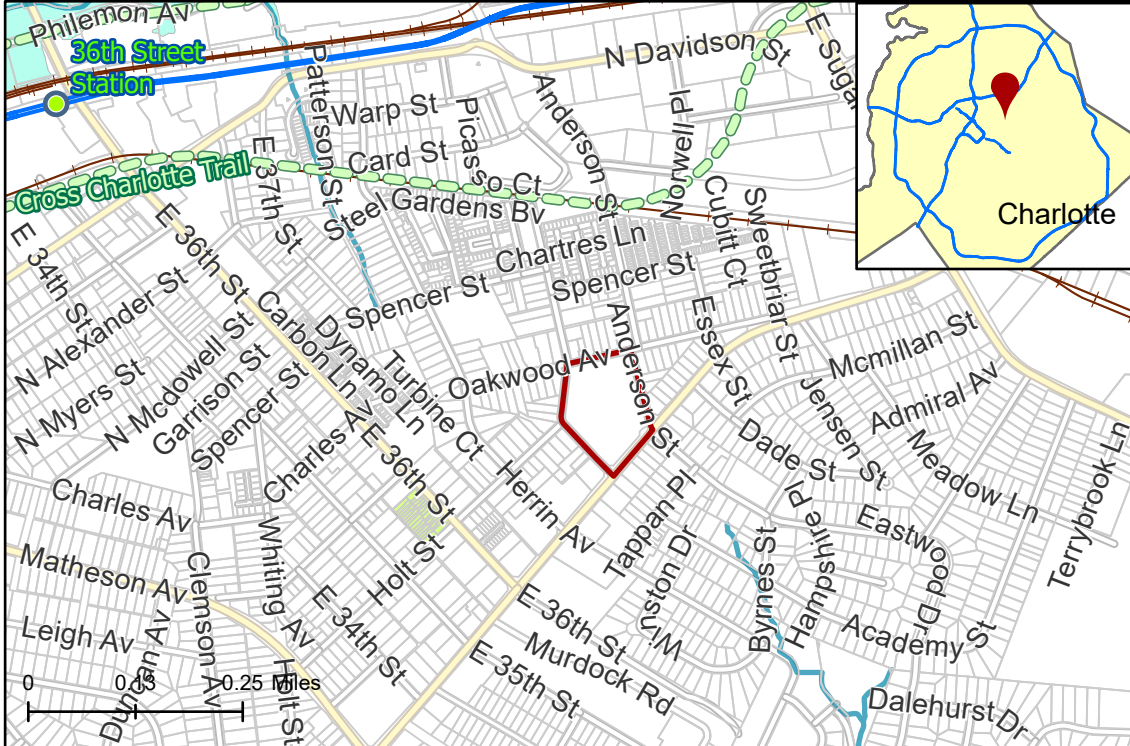 Philemon Av
36th Street
Station
N Davidson St
E Sugar
Patterson St
Warp St
Picasso Ct
Anderson St
Norwell Pl
Card St
E 37th St
Cross Charlotte Trail
Steel Gardens Bv
Cubitt Ct
Sweetbriar St
E 34th St
E 36th St
Chartres Ln
Spencer St
Spencer St
N Alexander St
Carbon Ln
Dynamo Ln
Anderson St
Essex St
Mcmillan St
N Myers St
N Mcdowell St
Garrison St
Spencer St
Turbine Ct
Oakwood Av
Jensen St
Admiral Av
Charles Av
E 36th St
Dade St
Meadow Ln
Terrybrook Ln
Charles Av
Herrin Av
Tappan Pl
Hampshire Pl
Eastwood Dr
Matheson Av
Clemson Av
Whiting Av
Holt St
Winston Dr
Byrnes St
Leigh Av
Duncan Av
E 34th St
E 36th St
Academy St
Murdock Rd
E 35th St
Holt St
Dalehurst Dr
0
0.13
0.25 Miles
Charlotte